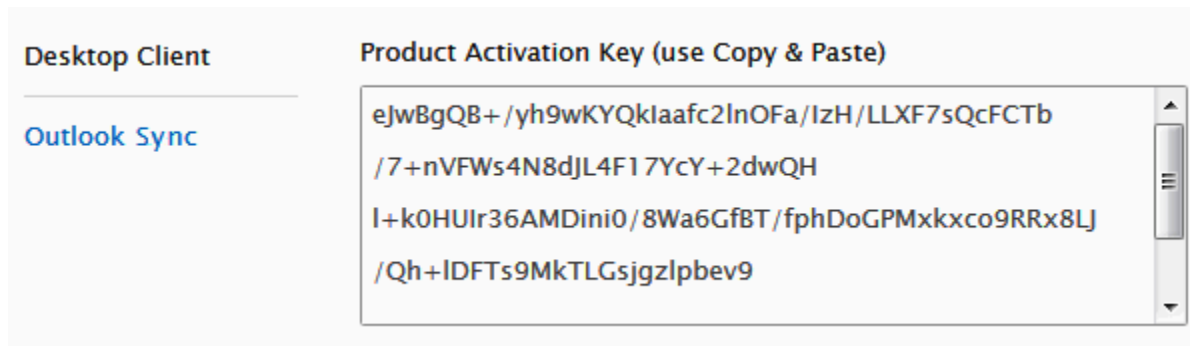 Desktop Client
Outlook Sync
Product Activation Key (use Copy & Paste)
eJwBgQB+/yh9wKYQkIaafc2lnOFa/IzH/LLXF7sQcFCTb
/7+nVFWs4N8dJL4F17YcY+2dwQH
l+k0HUIr36AMDini0/8Wa6GfBT/fphDoGPMxkxco9RRx8LJ
/Qh+lDFTs9MkTLGsjgzlpbev9